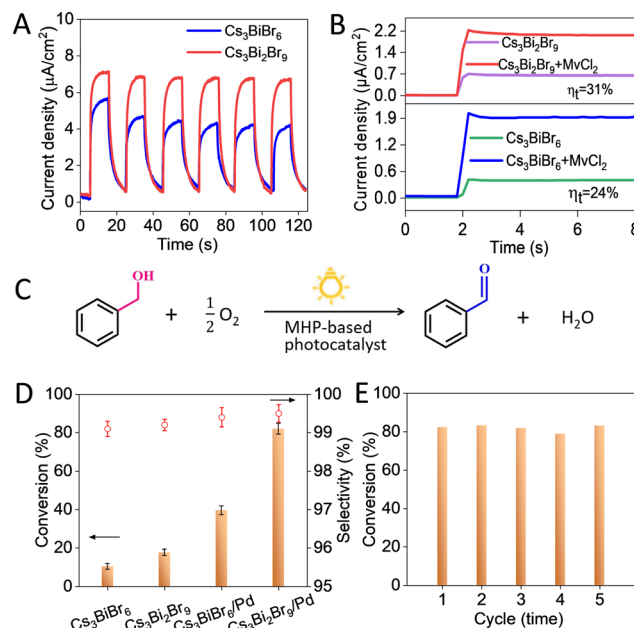 A
Current density (μA/cm²)
10
8
6
4
2
0
Cs₃BiBr₆
Cs₃Bi₂Br₉
0 20 40 60 80 100 120
Time (s)
B
Current density (μA/cm²)
2.2
1.5
0.7
0.0
Cs₃Bi₂Br₉
Cs₃Bi₂Br₉+MvCl₂
ηt=31%
1.9
1.2
0.6
0.0
Cs₃BiBr₆
Cs₃BiBr₆+MvCl₂
ηt=24%
0 2 4 6 8
Time (s)
C
OH
+
1/2 O₂
MHP-based
photocatalyst
O
+
H₂O
D
Conversion (%)
100
80
60
40
20
0
Selectivity (%)
100
99
98
97
96
95
Cs₃BiBr₆
Cs₃Bi₂Br₉
Cs₃BiBr₆/Pd
Cs₃Bi₂Br₉/Pd
E
Conversion (%)
100
80
60
40
20
0
1 2 3 4 5
Cycle (time)